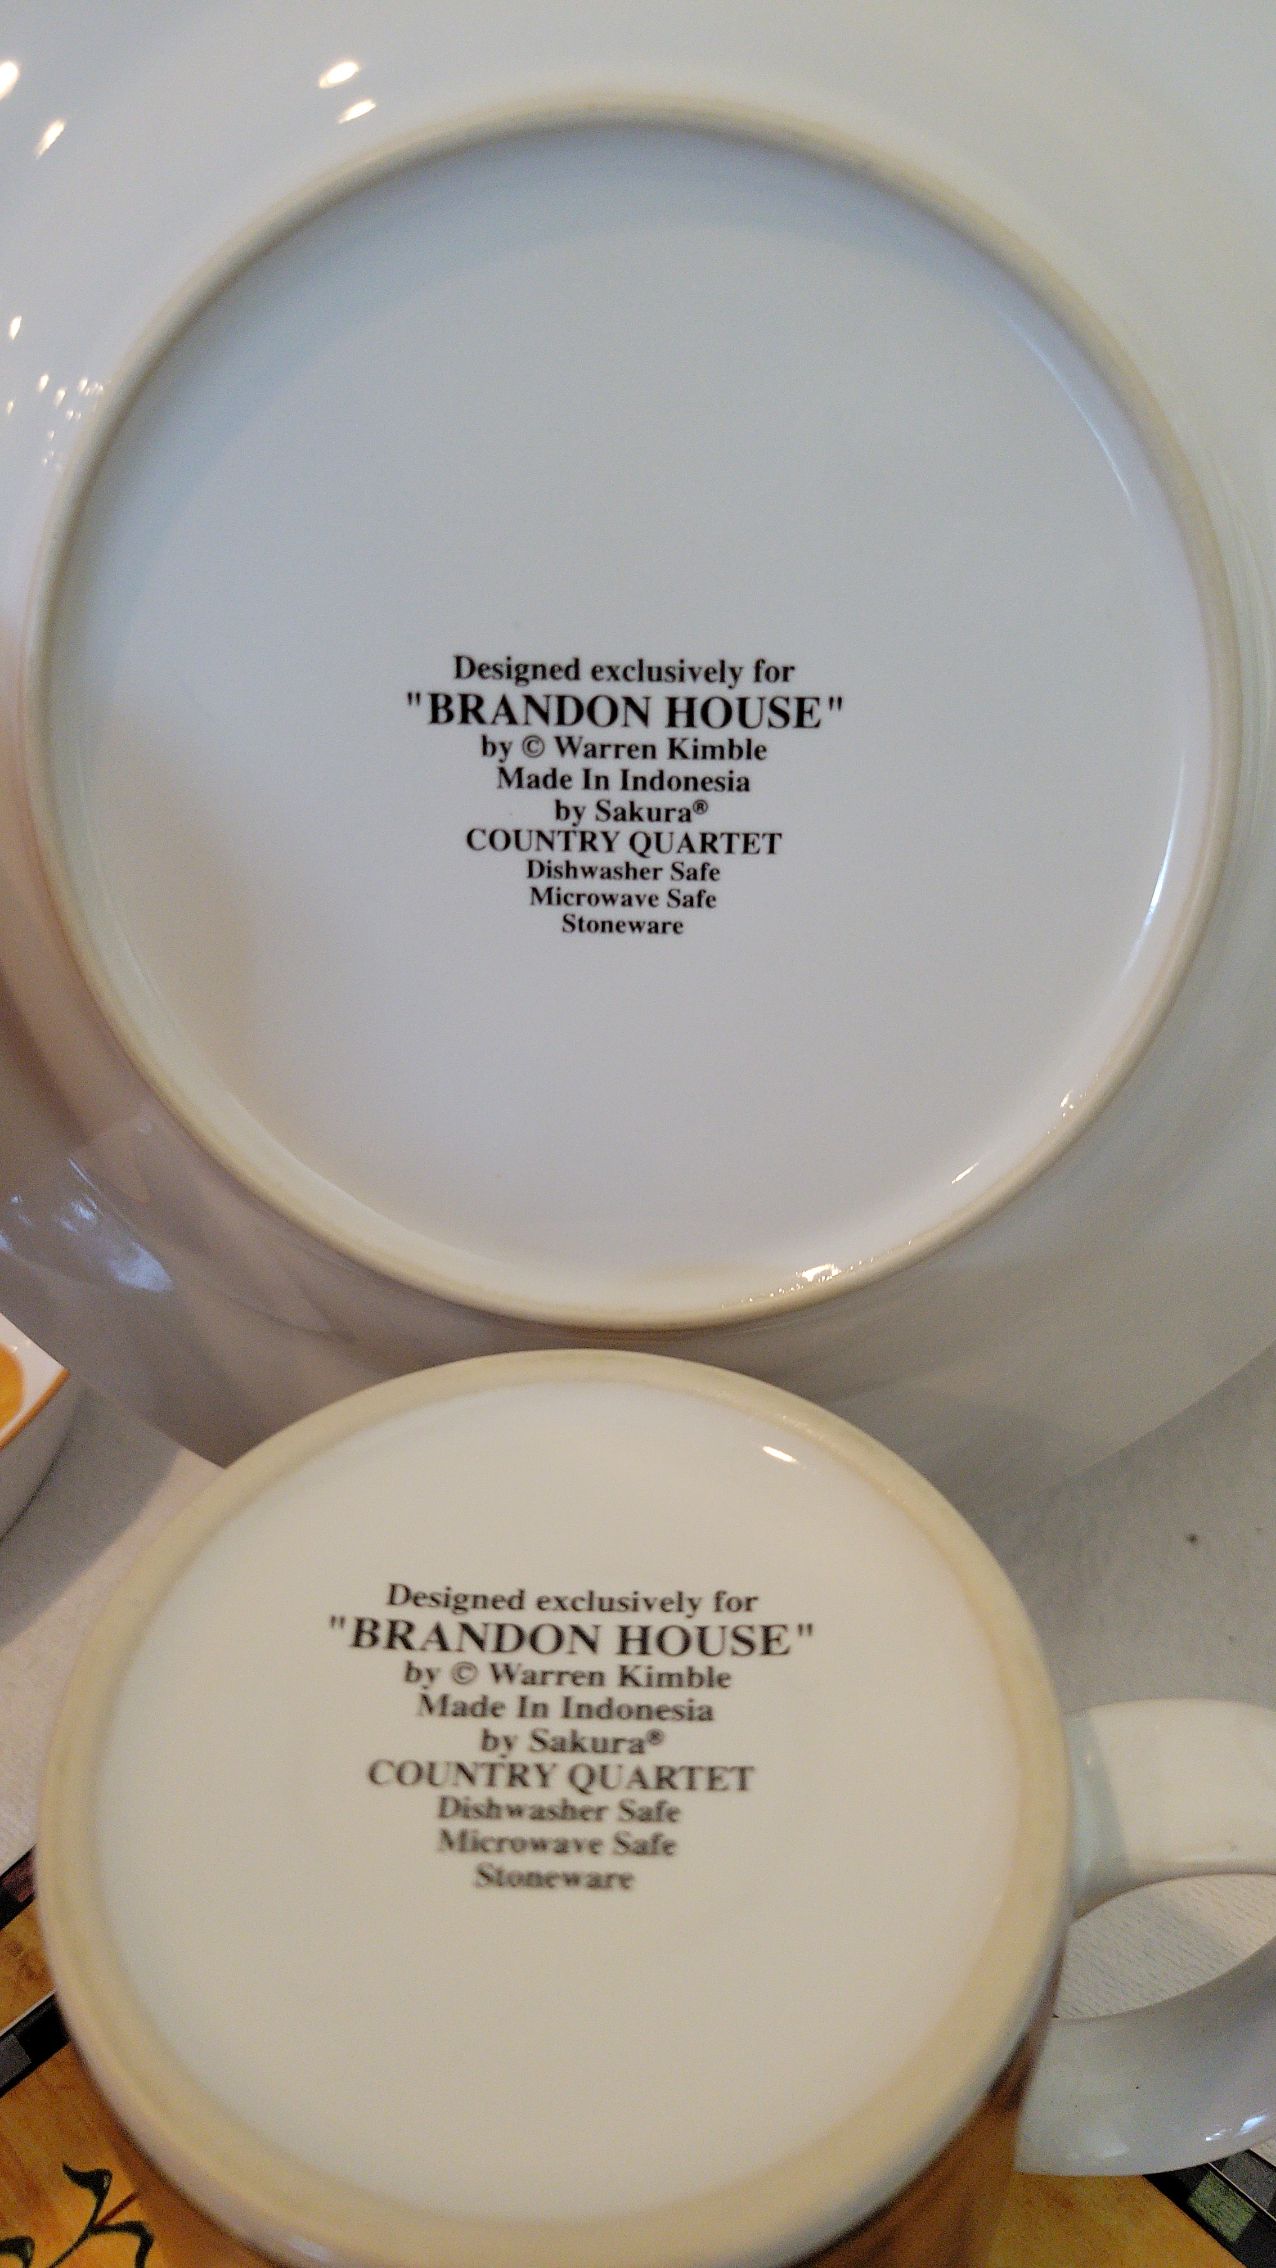 Designed exclusively for
"BRANDON HOUSE"
by © Warren Kimble
Made In Indonesia
by Sakura®
COUNTRY QUARTET
Dishwasher Safe
Microwave Safe
Stoneware
Designed exclusively for
"BRANDON HOUSE"
by © Warren Kimble
Made In Indonesia
by Sakura®
COUNTRY QUARTET
Dishwasher Safe
Microwave Safe
Stoneware